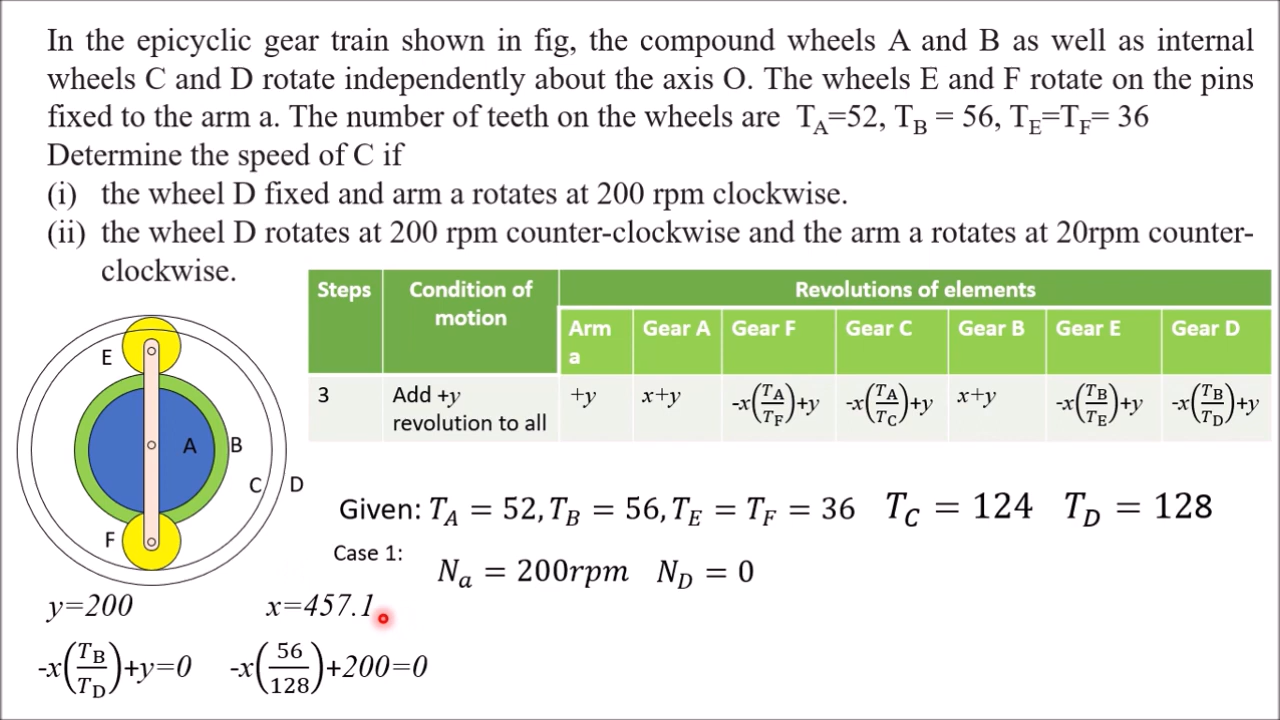 In the epicyclic gear train shown in fig, the compound wheels A and B as well as internal
wheels C and D rotate independently about the axis O. The wheels E and F rotate on the pins
fixed to the arm a. The number of teeth on the wheels are T_A=52, T_B = 56, T_E=T_F= 36
Determine the speed of C if
(i) the wheel D fixed and arm a rotates at 200 rpm clockwise.
(ii) the wheel D rotates at 200 rpm counter-clockwise and the arm a rotates at 20rpm counter-
clockwise.
Steps Condition of motion Revolutions of elements
Arm a Gear A Gear F Gear C Gear B Gear E Gear D
3 Add +y revolution to all +y x+y -x(T_A/T_F)+y -x(T_A/T_C)+y x+y -x(T_B/T_E)+y -x(T_B/T_D)+y
E
A B
C D
F
Given: T_A = 52, T_B = 56, T_E = T_F = 36 T_C = 124 T_D = 128
Case 1:
N_a = 200rpm N_D = 0
y=200 x=457.1
-x(T_B/T_D)+y=0 -x(56/128)+200=0